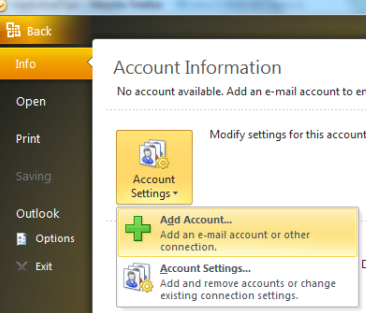 Back
Info
Account Information
No account available. Add an e-mail account to en
Open
Print
Modify settings for this account
Saving
Account
Settings
Outlook
Add Account...
Add an e-mail account or other
connection.
Options
Account Settings...
Add and remove accounts or change
existing connection settings.
Exit